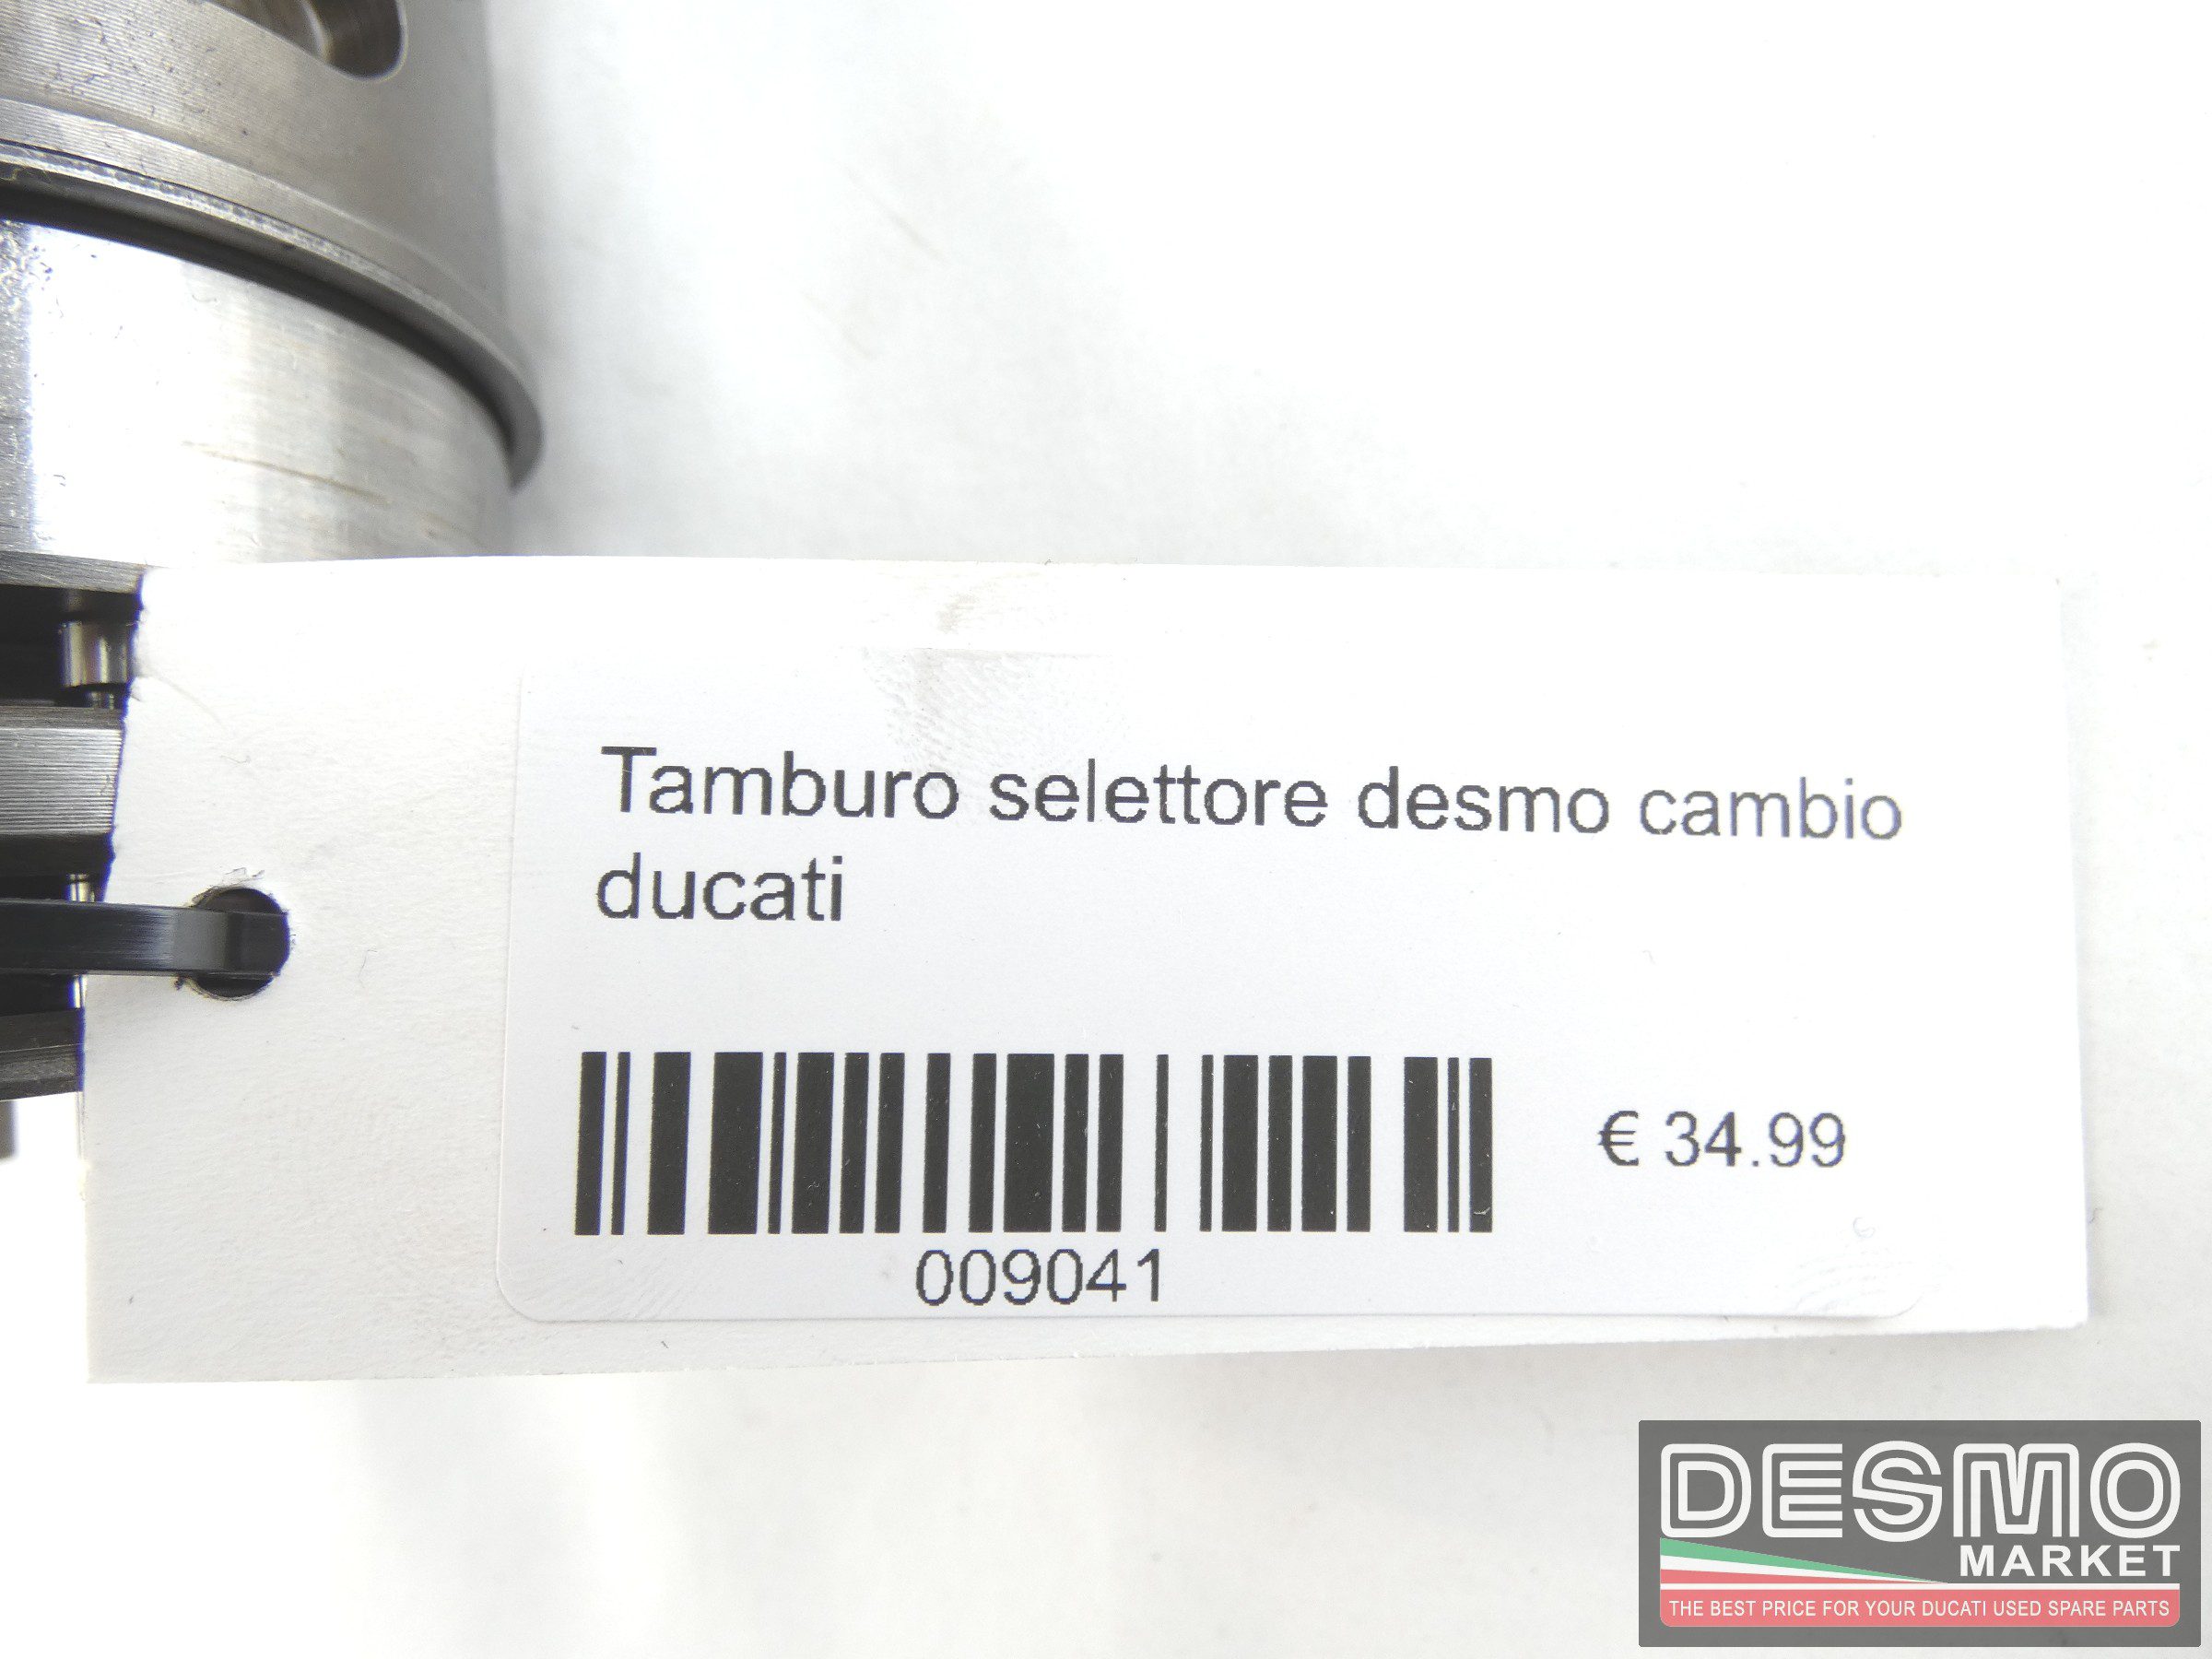 Tamburo selettore desmo cambio
ducati
€ 34.99
009041
DESMO
MARKET
THE BEST PRICE FOR YOUR DUCATI USED SPARE PARTS